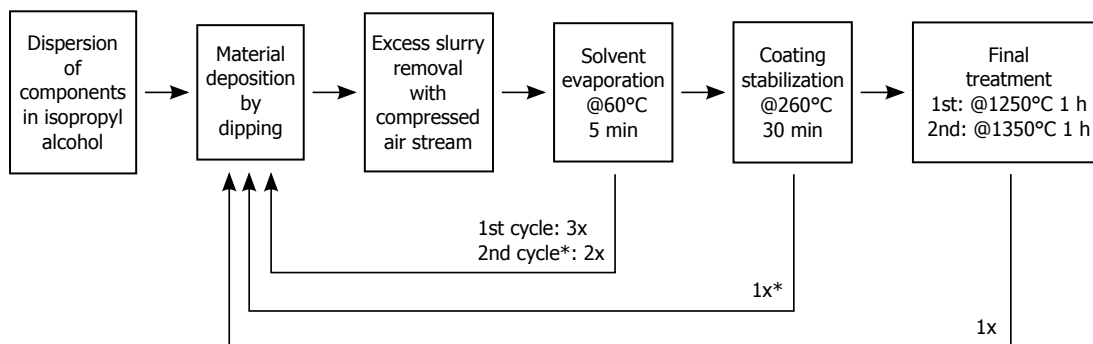 Dispersion
of
components
in isopropyl
alcohol
Material
deposition
by
dipping
Excess slurry
removal
with
compressed
air stream
Solvent
evaporation
@60°C
5 min
Coating
stabilization
@260°C
30 min
Final
treatment
1st: @1250°C 1 h
2nd: @1350°C 1 h
1st cycle: 3x
2nd cycle*: 2x
1x*
1x